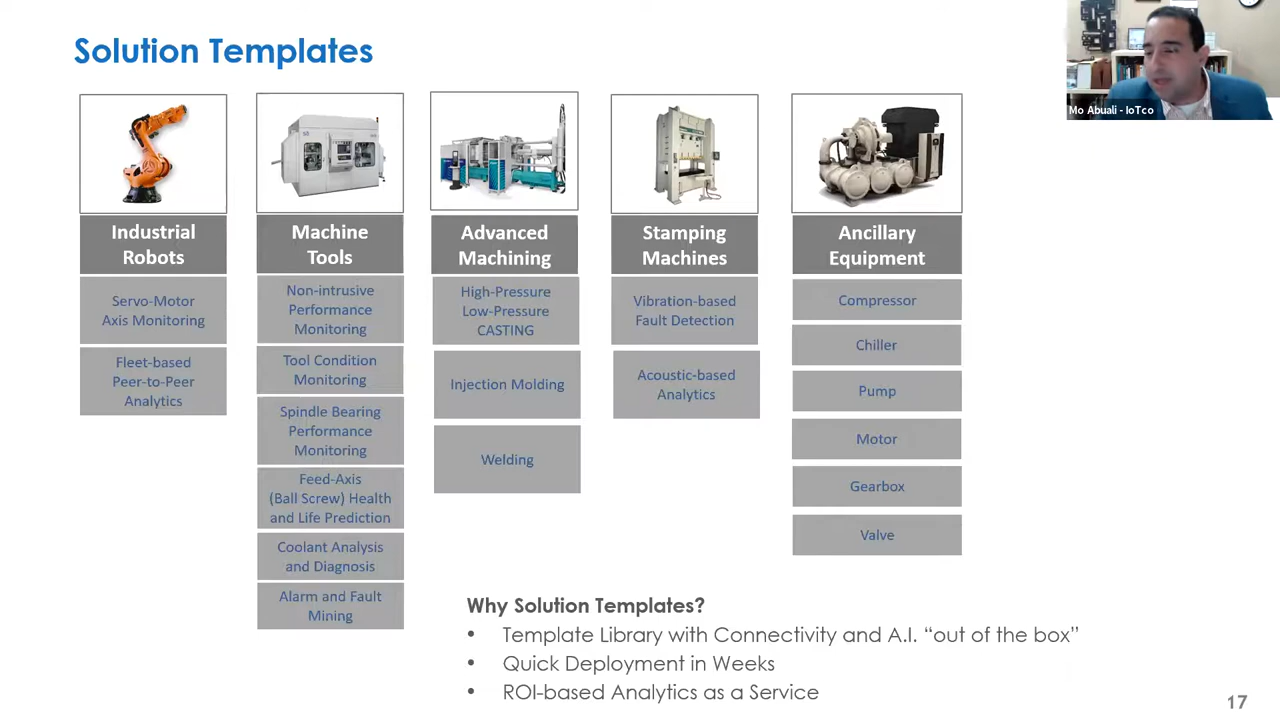 Solution Templates
Mo Abuali - IoTco
Industrial
Robots
Servo-Motor
Axis Monitoring
Fleet-based
Peer-to-Peer
Analytics
Machine
Tools
Non-intrusive
Performance
Monitoring
Tool Condition
Monitoring
Spindle Bearing
Performance
Monitoring
Feed-Axis
(Ball Screw) Health
and Life Prediction
Coolant Analysis
and Diagnosis
Alarm and Fault
Mining
Advanced
Machining
High-Pressure
Low-Pressure
CASTING
Injection Molding
Welding
Stamping
Machines
Vibration-based
Fault Detection
Acoustic-based
Analytics
Ancillary
Equipment
Compressor
Chiller
Pump
Motor
Gearbox
Valve
Why Solution Templates?
• Template Library with Connectivity and A.I. “out of the box”
• Quick Deployment in Weeks
• ROI-based Analytics as a Service
17